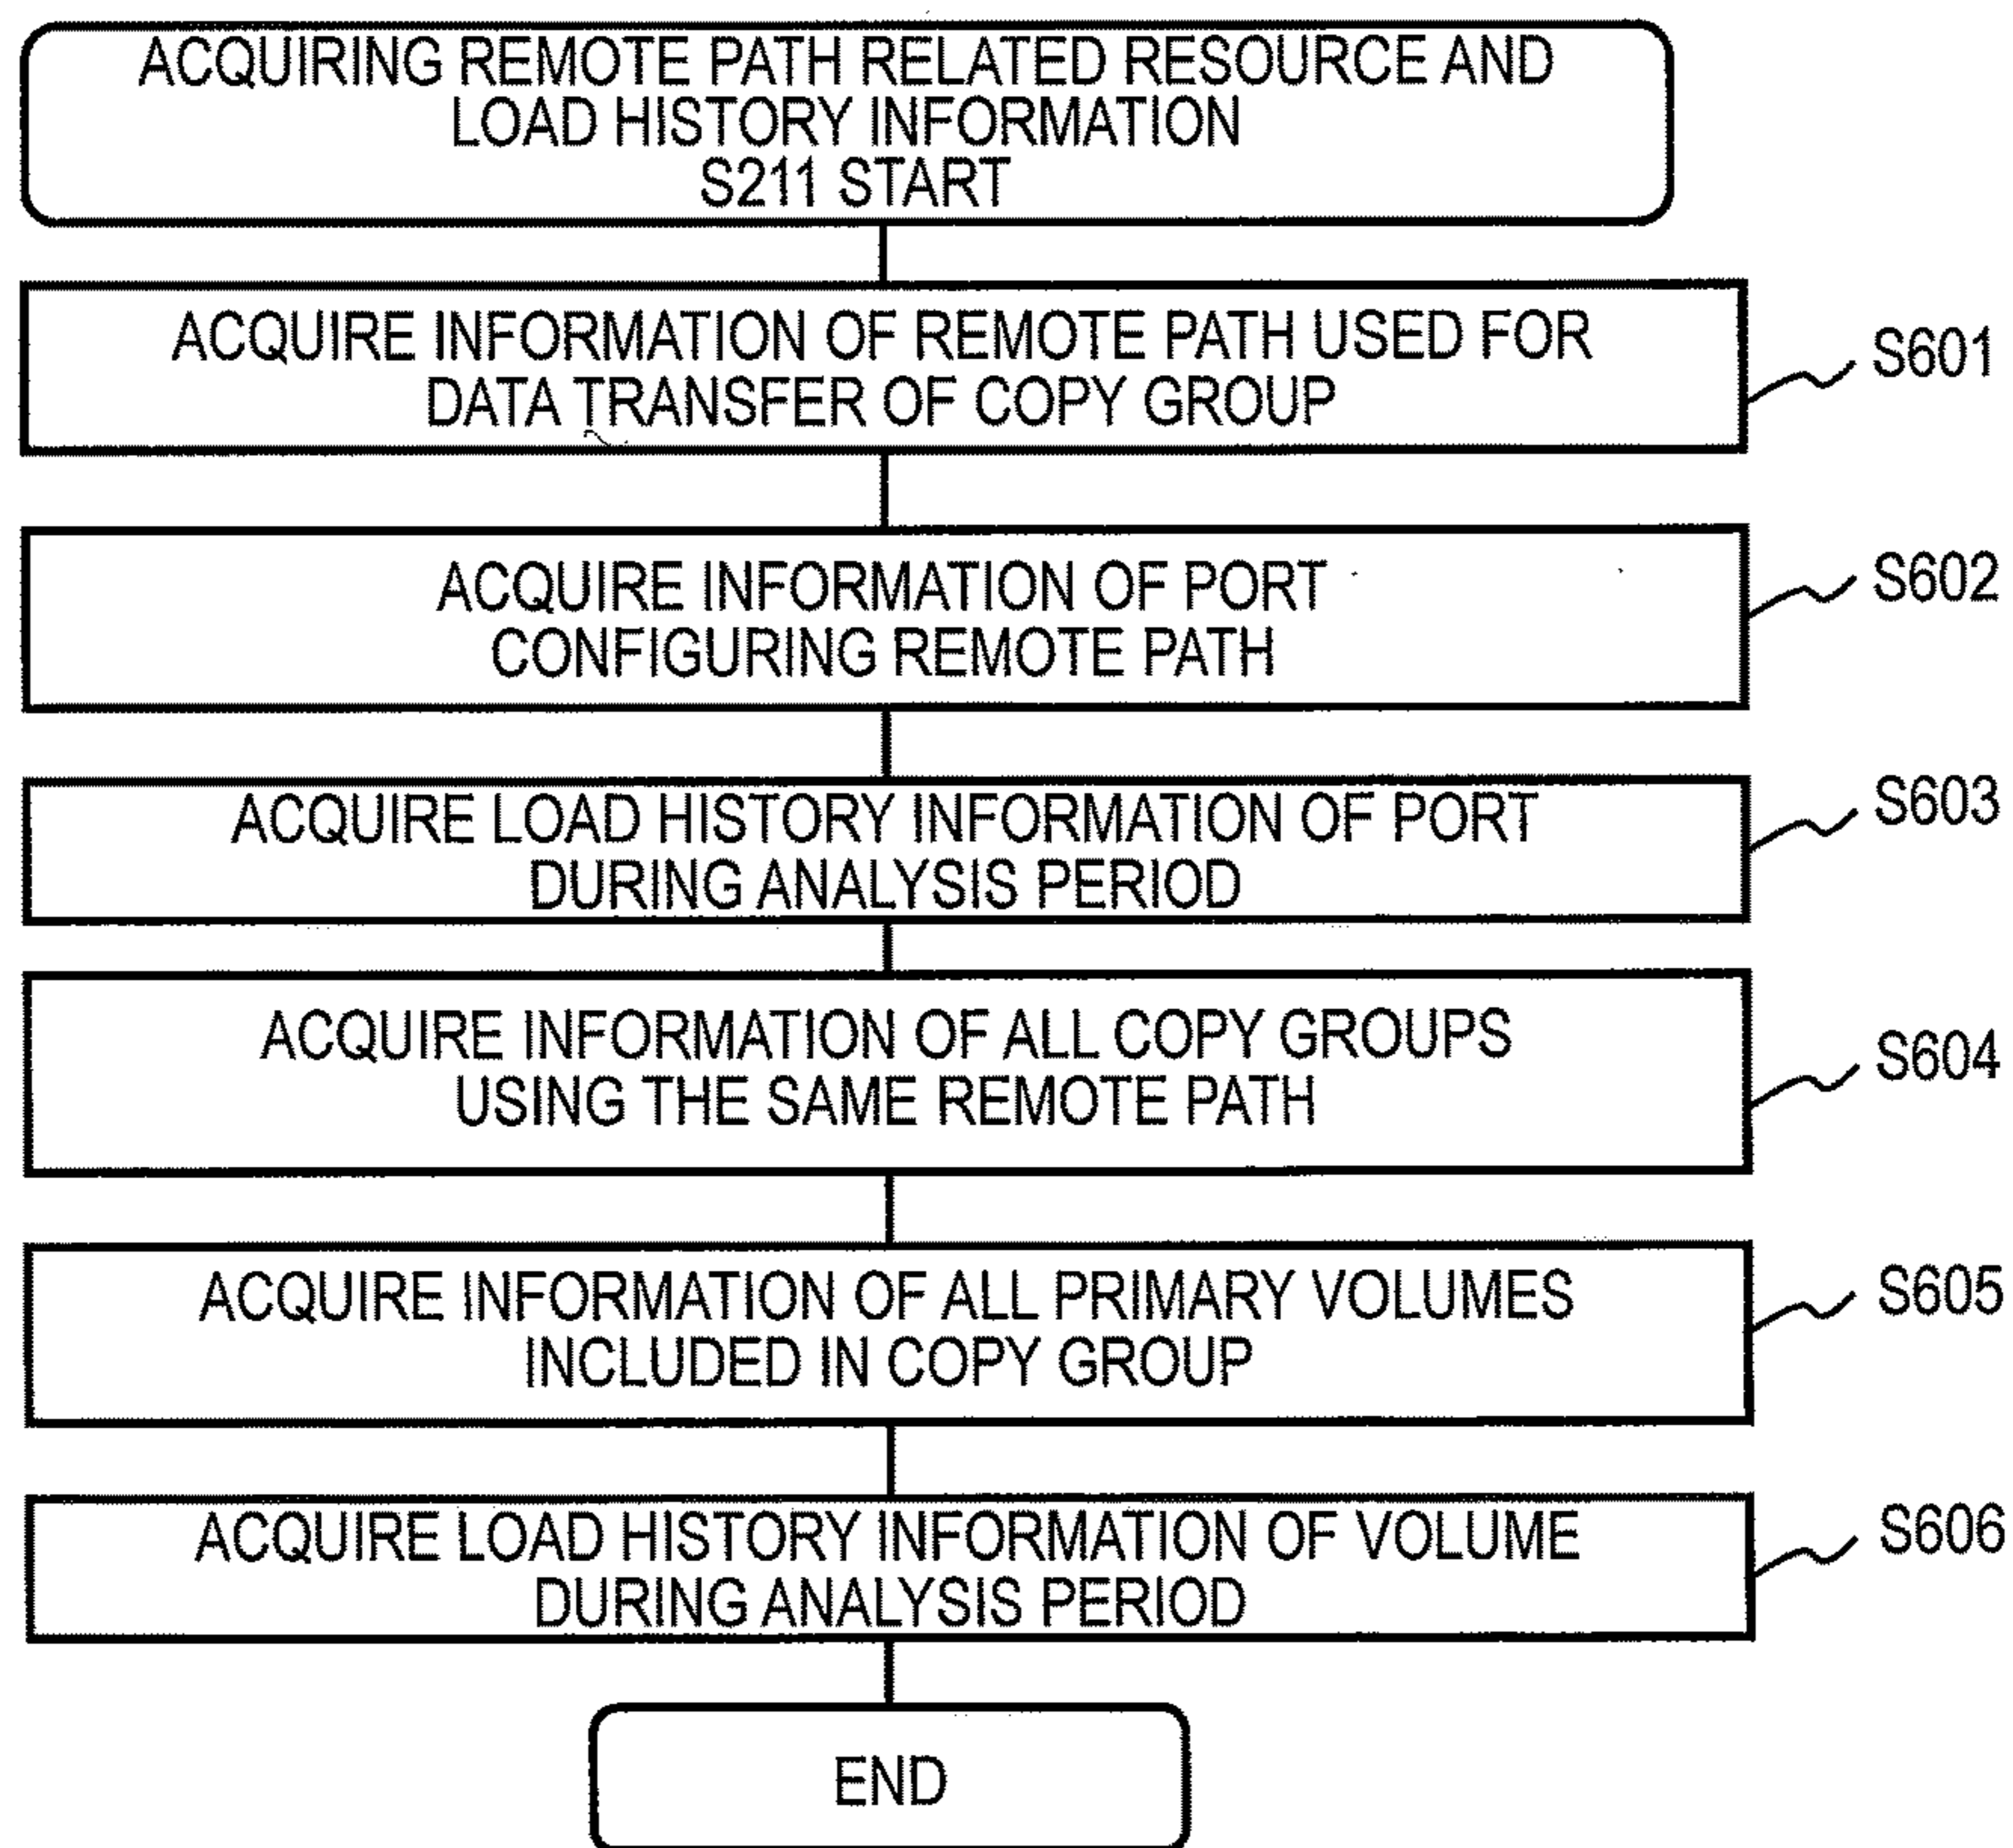 ACQUIRING REMOTE PATH RELATED RESOURCE AND
LOAD HISTORY INFORMATION
S211 START
ACQUIRE INFORMATION OF REMOTE PATH USED FOR
DATA TRANSFER OF COPY GROUP
S601
ACQUIRE INFORMATION OF PORT
CONFIGURING REMOTE PATH
S602
ACQUIRE LOAD HISTORY INFORMATION OF PORT
DURING ANALYSIS PERIOD
S603
ACQUIRE INFORMATION OF ALL COPY GROUPS
USING THE SAME REMOTE PATH
S604
ACQUIRE INFORMATION OF ALL PRIMARY VOLUMES
INCLUDED IN COPY GROUP
S605
ACQUIRE LOAD HISTORY INFORMATION OF VOLUME
DURING ANALYSIS PERIOD
S606
END